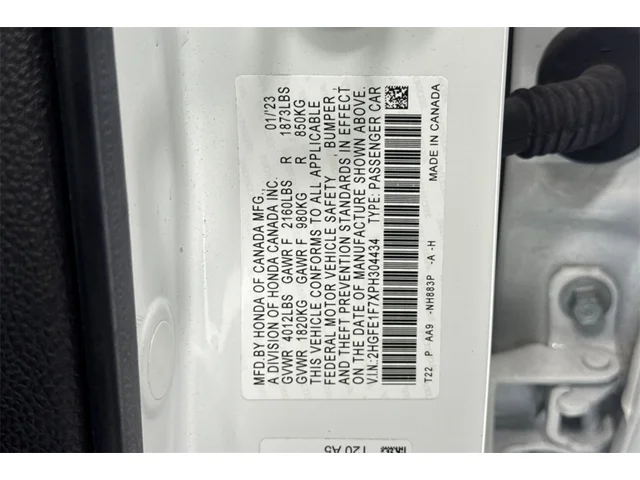 MFD.BY HONDA OF CANADA MFG., 01/23
A DIVISION OF HONDA CANADA INC.
GVWR 4012LBS GAWR F 2160LBS R 1873LBS
GVWR 1820KG GAWR F 980KG R 850KG
THIS VEHICLE CONFORMS TO ALL APPLICABLE
FEDERAL MOTOR VEHICLE SAFETY, BUMPER,
AND THEFT PREVENTION STANDARDS, IN EFFECT
ON THE DATE OF MANUFACTURE SHOWN ABOVE.
V.I.N.: 2HGFE1F7XPH304434 TYPE: PASSENGER CAR
T22 P AA9 -NH883P -A -H MADE IN CANADA
T20 A5